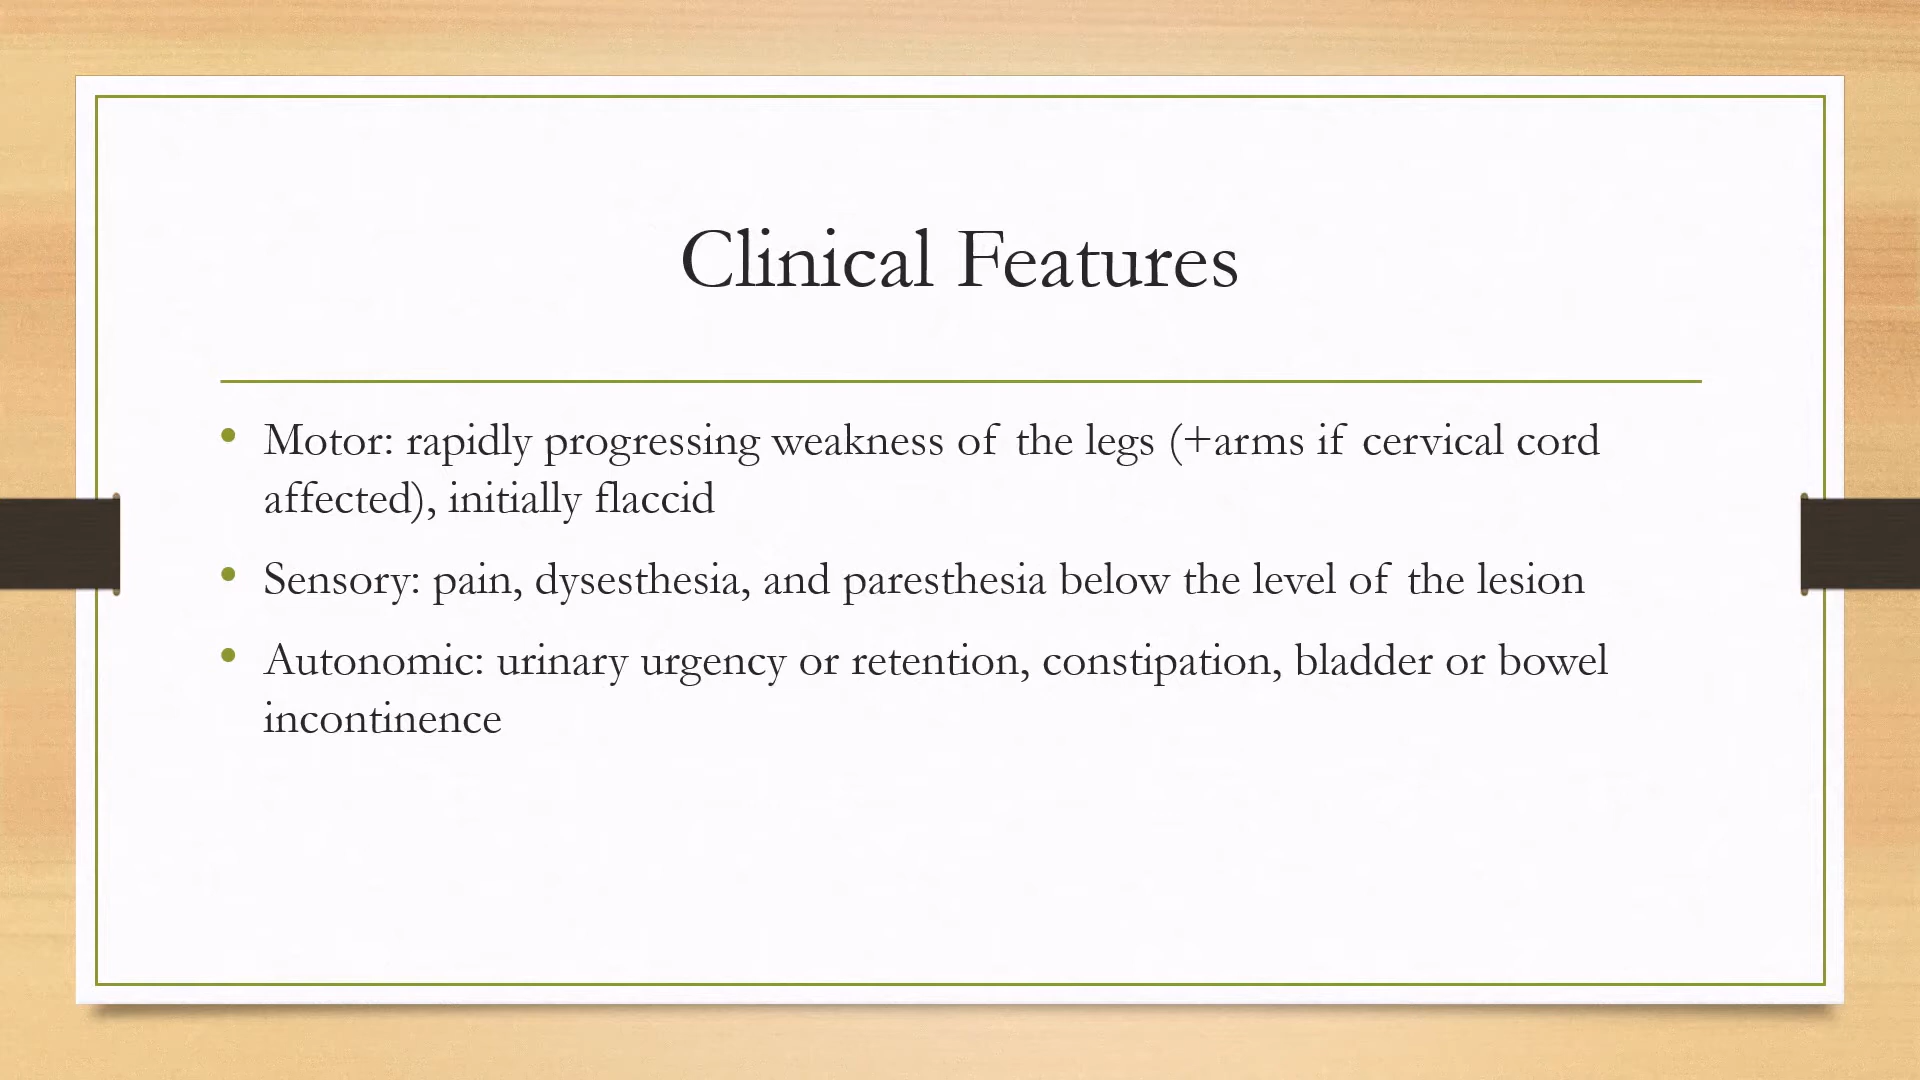 Clinical Features
• Motor: rapidly progressing weakness of the legs (+arms if cervical cord
affected), initially flaccid
• Sensory: pain, dysesthesia, and paresthesia below the level of the lesion
• Autonomic: urinary urgency or retention, constipation, bladder or bowel
incontinence